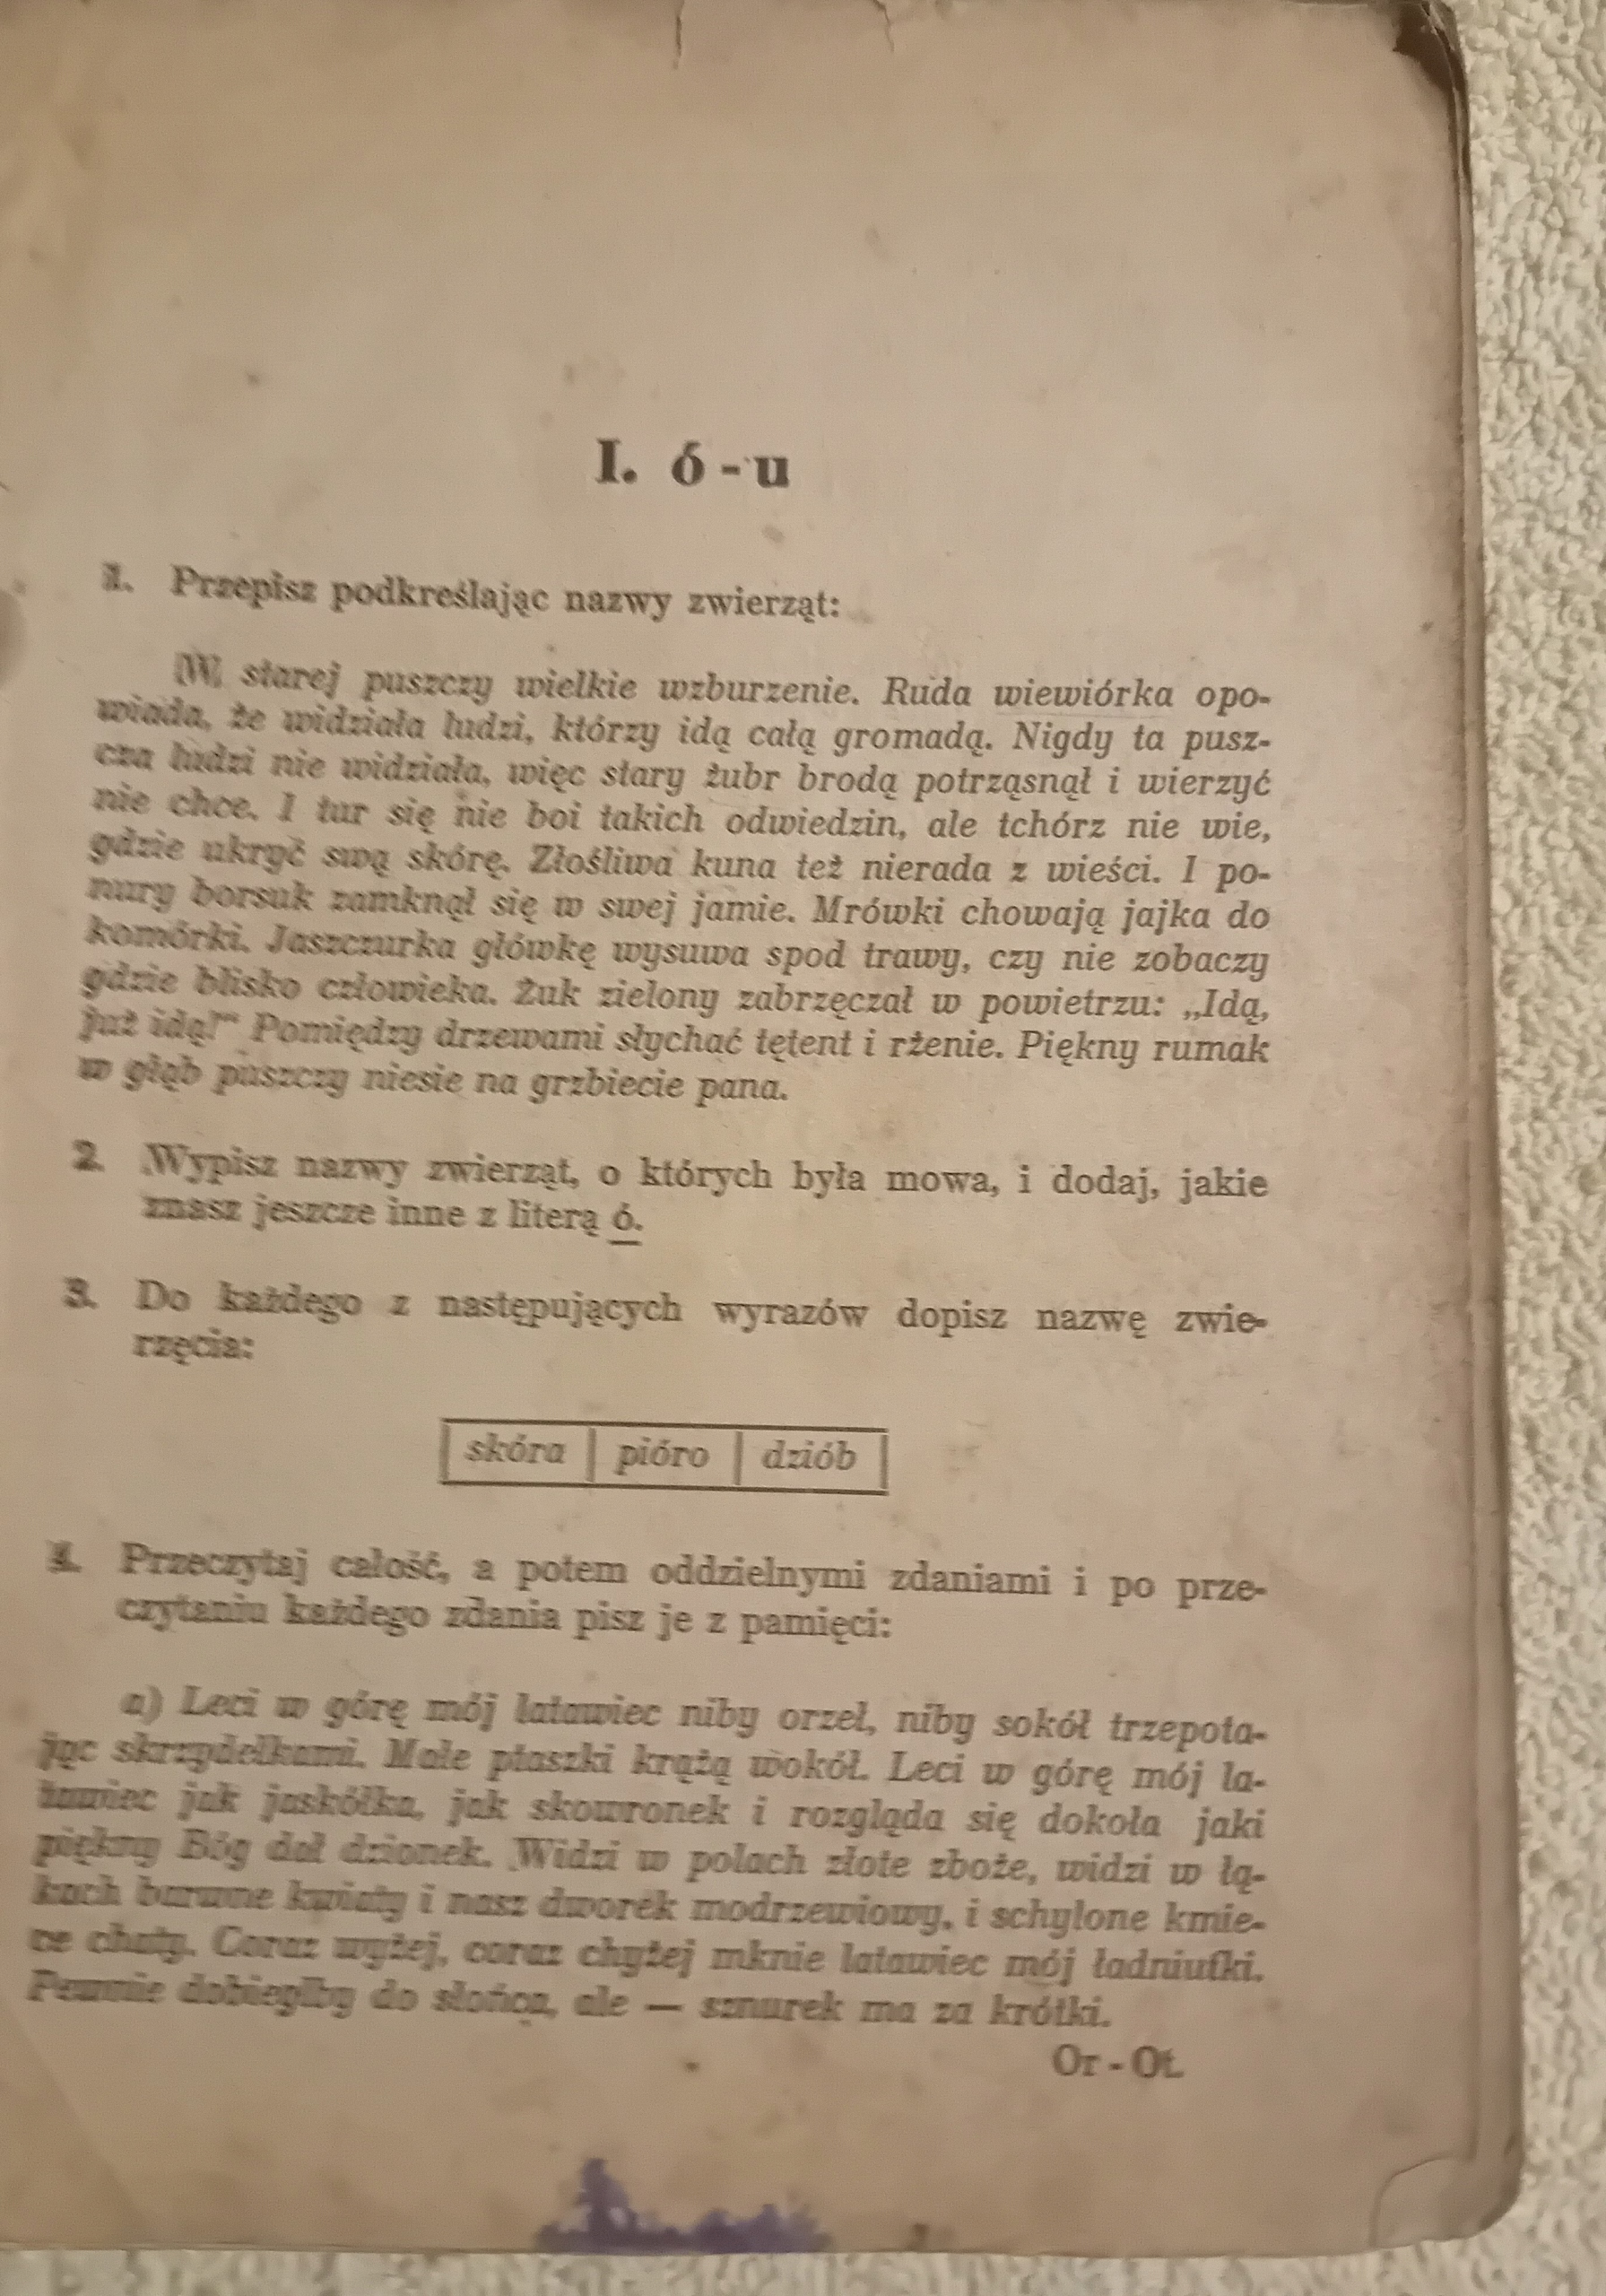 I. ó - u
1. Przepisz podkreślając nazwy zwierząt:
W starej puszczy wielkie wzburzenie. Ruda wiewiórka opo-
wiada, że widziała ludzi, którzy idą całą gromadą. Nigdy ta pusz-
cza ludzi nie widziała, więc stary żubr brodą potrząsnął i wierzyć
nie chce. I tur się nie boi takich odwiedzin, ale tchórz nie wie,
gdzie ukryć swą skórę. Złośliwa kuna też nierada z wieści. I po-
nury borsuk zamknął się w swej jamie. Mrówki chowają jajka do
komórki. Jaszczurka główkę wysuwa spod trawy, czy nie zobaczy
gdzie blisko człowieka. Żuk zielony zabrzęczał w powietrzu: „Idą,
już idą!“ Pomiędzy drzewami słychać tętent i rżenie. Piękny rumak
w głąb puszczy niesie na grzbiecie pana.
2. Wypisz nazwy zwierząt, o których była mowa, i dodaj, jakie
znasz jeszcze inne z literą ó.
3. Do każdego z następujących wyrazów dopisz nazwę zwie-
rzęcia:
skóra pióro dziób
4. Przeczytaj całość, a potem oddzielnymi zdaniami i po prze-
czytaniu każdego zdania pisz je z pamięci:
a) Leci w górę mój latawiec niby orzeł, niby sokół trzepota-
jąc skrzydełkami. Małe ptaszki krążą wokół. Leci w górę mój la-
tawiec jak jaskółka, jak skowronek i rozgląda się dokoła jaki
piękny Bóg dał dzionek. Widzi w polach złote zboże, widzi w łą-
kach barwne kwiaty i nasz dworek modrzewiowy, i schylone kmie-
ce chaty. Coraz wyżej, coraz chyżej mknie latawiec mój ładniutki.
Pewnie dobiegłby do słońca, ale — sznurek ma za krótki.
Or - Ot.